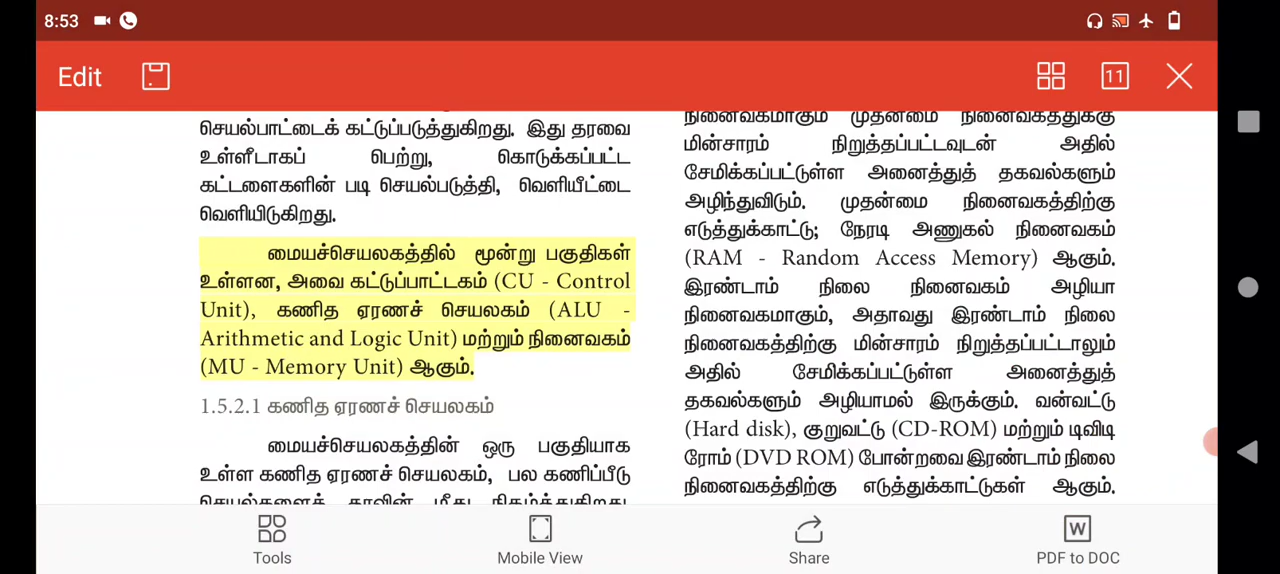 8:53
Edit
11
செயல்பாட்டைக் கட்டுப்படுத்துகிறது. இது தரவை
உள்ளீடாகப் பெற்று, கொடுக்கப்பட்ட
கட்டளைகளின் படி செயல்படுத்தி, வெளியீட்டை
வெளியிடுகிறது.
மையச்செயலகத்தில் மூன்று பகுதிகள்
உள்ளன, அவை கட்டுப்பாட்டகம் (CU - Control
Unit), கணித ஏரணச் செயலகம் (ALU -
Arithmetic and Logic Unit) மற்றும் நினைவகம்
(MU - Memory Unit) ஆகும்.
1.5.2.1 கணித ஏரணச் செயலகம்
மையச்செயலகத்தின் ஒரு பகுதியாக
உள்ள கணித ஏரணச் செயலகம், பல கணிப்பீடு
நினைவகமாகும் முதன்மை நினைவகத்துக்கு
மின்சாரம் நிறுத்தப்பட்டவுடன் அதில்
சேமிக்கப்பட்டுள்ள அனைத்துத் தகவல்களும்
அழிந்துவிடும். முதன்மை நினைவகத்திற்கு
எடுத்துக்காட்டு; நேரடி அணுகல் நினைவகம்
(RAM - Random Access Memory) ஆகும்.
இரண்டாம் நிலை நினைவகம் அழியா
நினைவகமாகும், அதாவது இரண்டாம் நிலை
நினைவகத்திற்கு மின்சாரம் நிறுத்தப்பட்டாலும்
அதில் சேமிக்கப்பட்டுள்ள அனைத்துத்
தகவல்களும் அழியாமல் இருக்கும். வன்வட்டு
(Hard disk), குறுவட்டு (CD-ROM) மற்றும் டிவிடி
ரோம் (DVD ROM) போன்றவை இரண்டாம் நிலை
நினைவகத்திற்கு எடுத்துக்காட்டுகள் ஆகும்.
Tools
Mobile View
Share
W
PDF to DOC